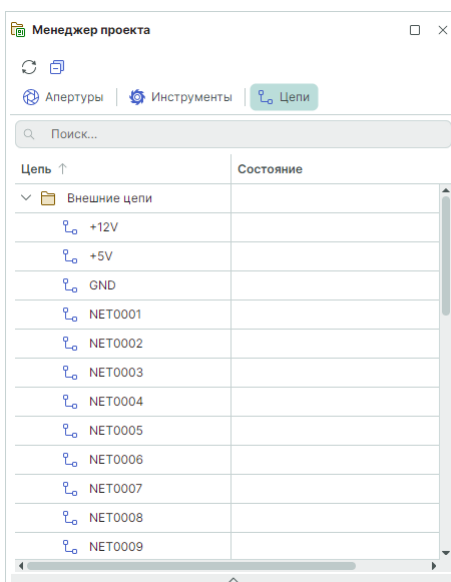 Менеджер проекта
Апертуры Инструменты Цепи
Поиск...
Цепь ↑ Состояние
Внешние цепи
+12V
+5V
GND
NET0001
NET0002
NET0003
NET0004
NET0005
NET0006
NET0007
NET0008
NET0009